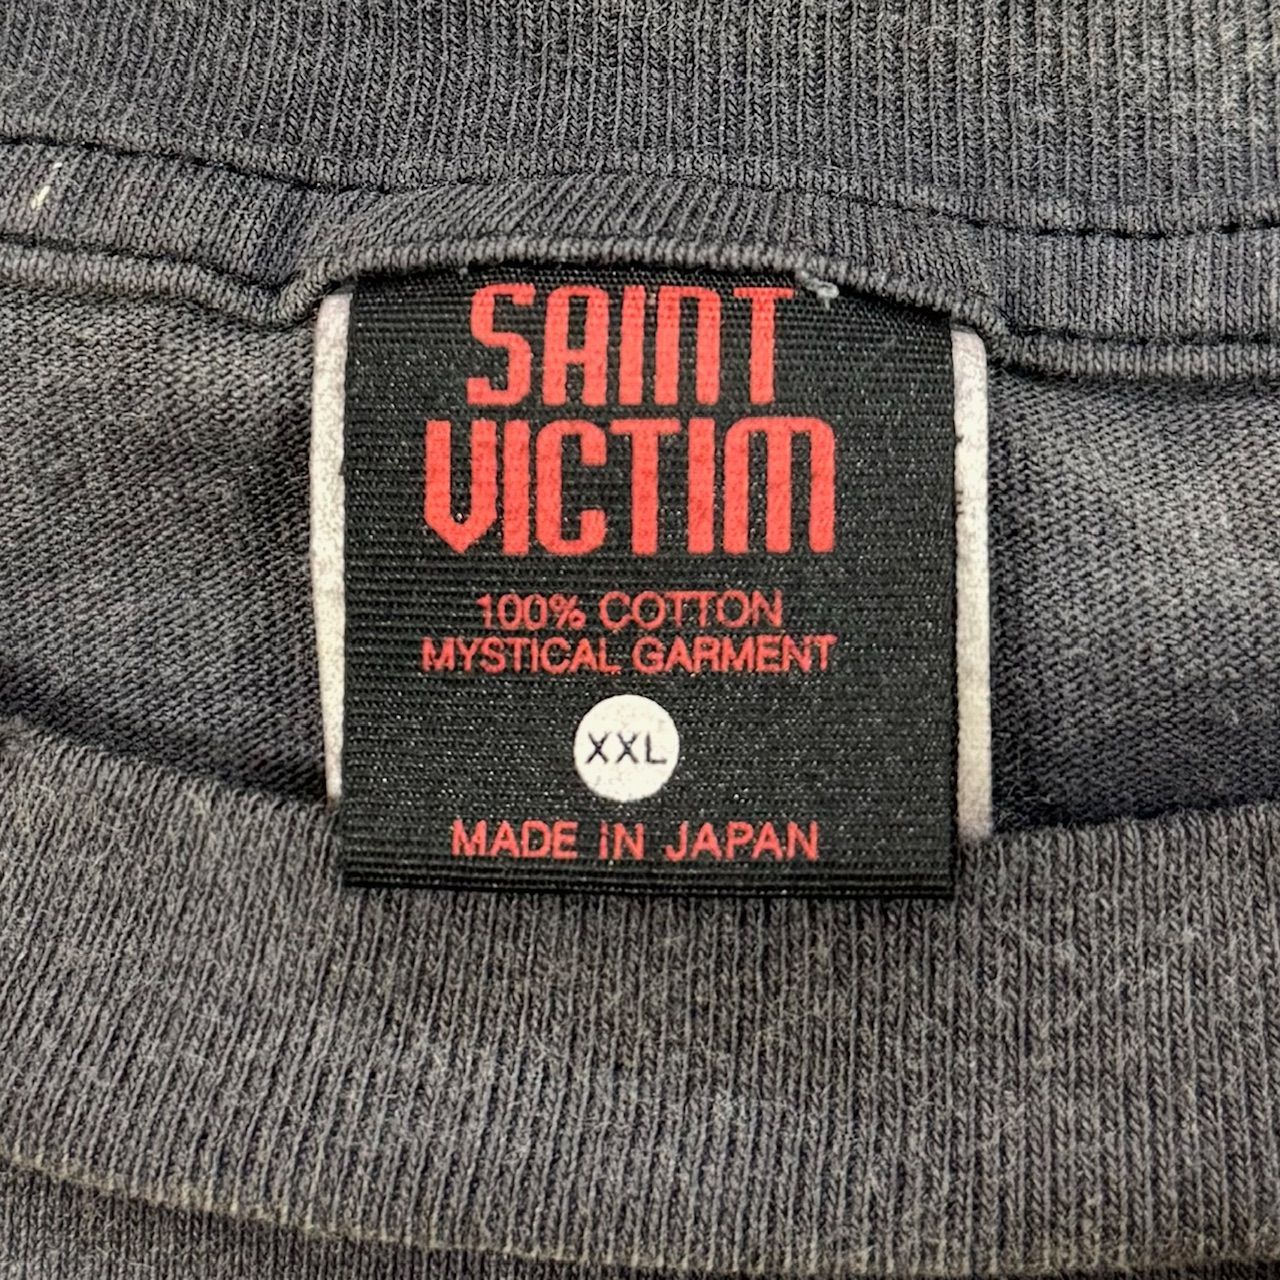 SAINT
VICTIM
100% COTTON
MYSTICAL GARMENT
XXL
MADE iN JAPAN